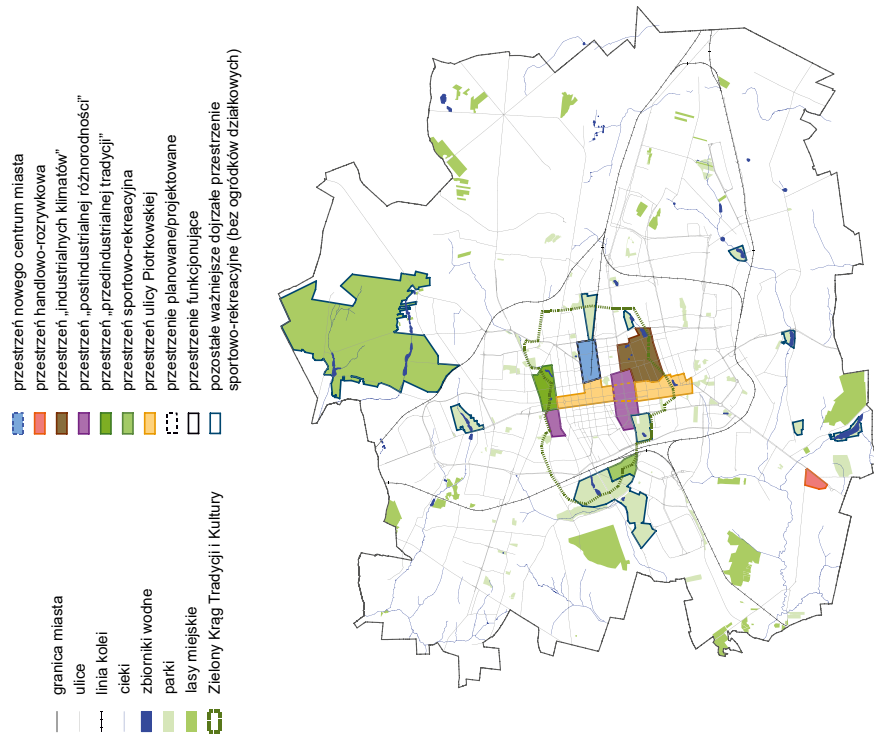 granica miasta
ulice
linia kolei
cieki
zbiorniki wodne
parki
lasy miejskie
Zielony Krąg Tradycji i Kultury
przestrzeń nowego centrum miasta
przestrzeń handlowo-rozrywkowa
przestrzeń „industrialnych klimatów”
przestrzeń „postindustrialnej różnorodności”
przestrzeń „przedindustrialnej tradycji”
przestrzeń sportowo-rekreacyjna
przestrzeń ulicy Piotrkowskiej
przestrzenie planowane/projektowane
przestrzenie funkcjonujące
pozostałe ważniejsze dojrzałe przestrzenie
sportowo-rekreacyjne (bez ogródków działkowych)